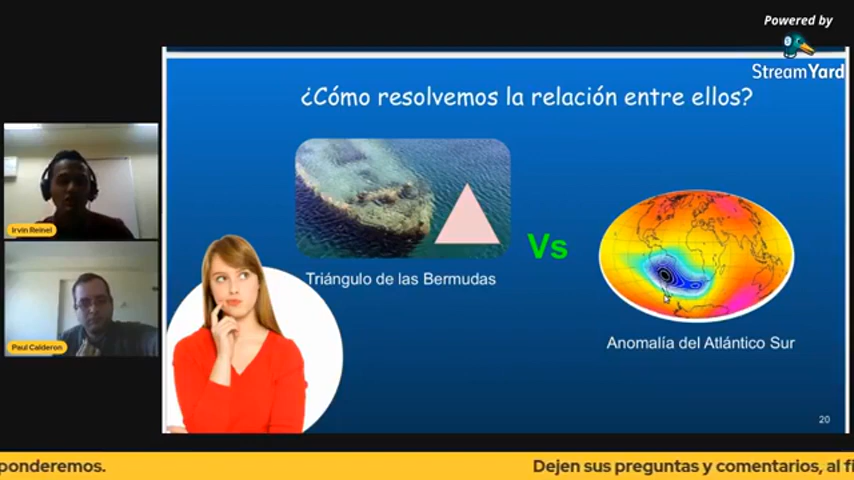 Powered by
StreamYard
¿Cómo resolvemos la relación entre ellos?
Irvin Reinel
Vs
Triángulo de las Bermudas
Paul Calderon
Anomalía del Atlántico Sur
20
ponderemos.
Dejen sus preguntas y comentarios, al fi